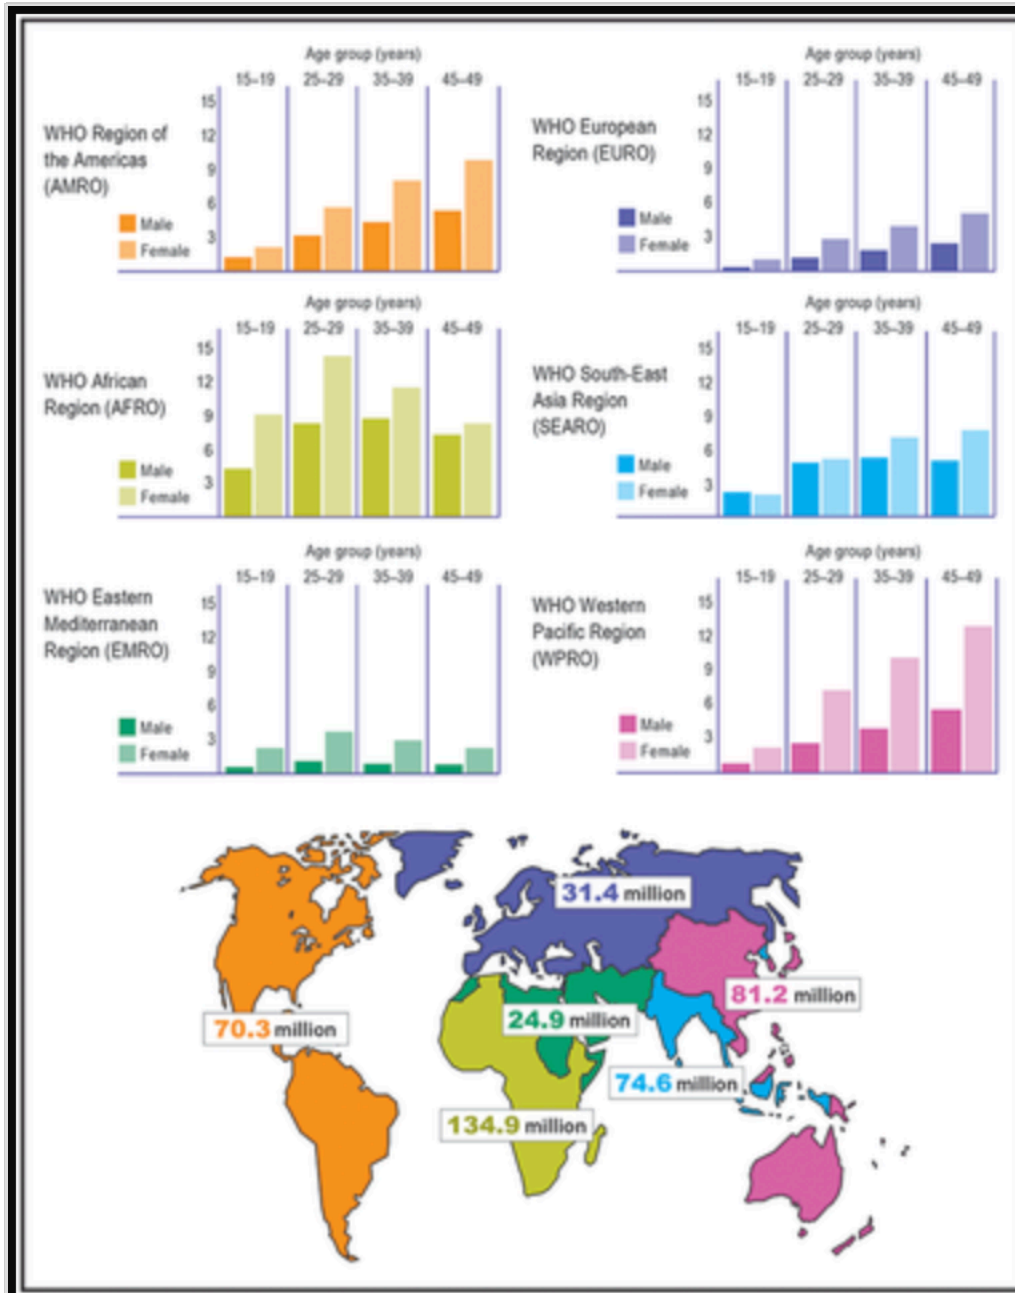 Age group (years)
15–19 25–29 35–39 45–49
15
12
9
6
3
WHO Region of
the Americas
(AMRO)
Male
Female
Age group (years)
15–19 25–29 35–39 45–49
15
12
9
6
3
WHO European
Region (EURO)
Male
Female
Age group (years)
15–19 25–29 35–39 45–49
15
12
9
6
3
WHO African
Region (AFRO)
Male
Female
Age group (years)
15–19 25–29 35–39 45–49
15
12
9
6
3
WHO South-East
Asia Region
(SEARO)
Male
Female
Age group (years)
15–19 25–29 35–39 45–49
15
12
9
6
3
WHO Eastern
Mediterranean
Region (EMRO)
Male
Female
Age group (years)
15–19 25–29 35–39 45–49
15
12
9
6
3
WHO Western
Pacific Region
(WPRO)
Male
Female
31.4 million
81.2 million
70.3 million
24.9 million
74.6 million
134.9 million